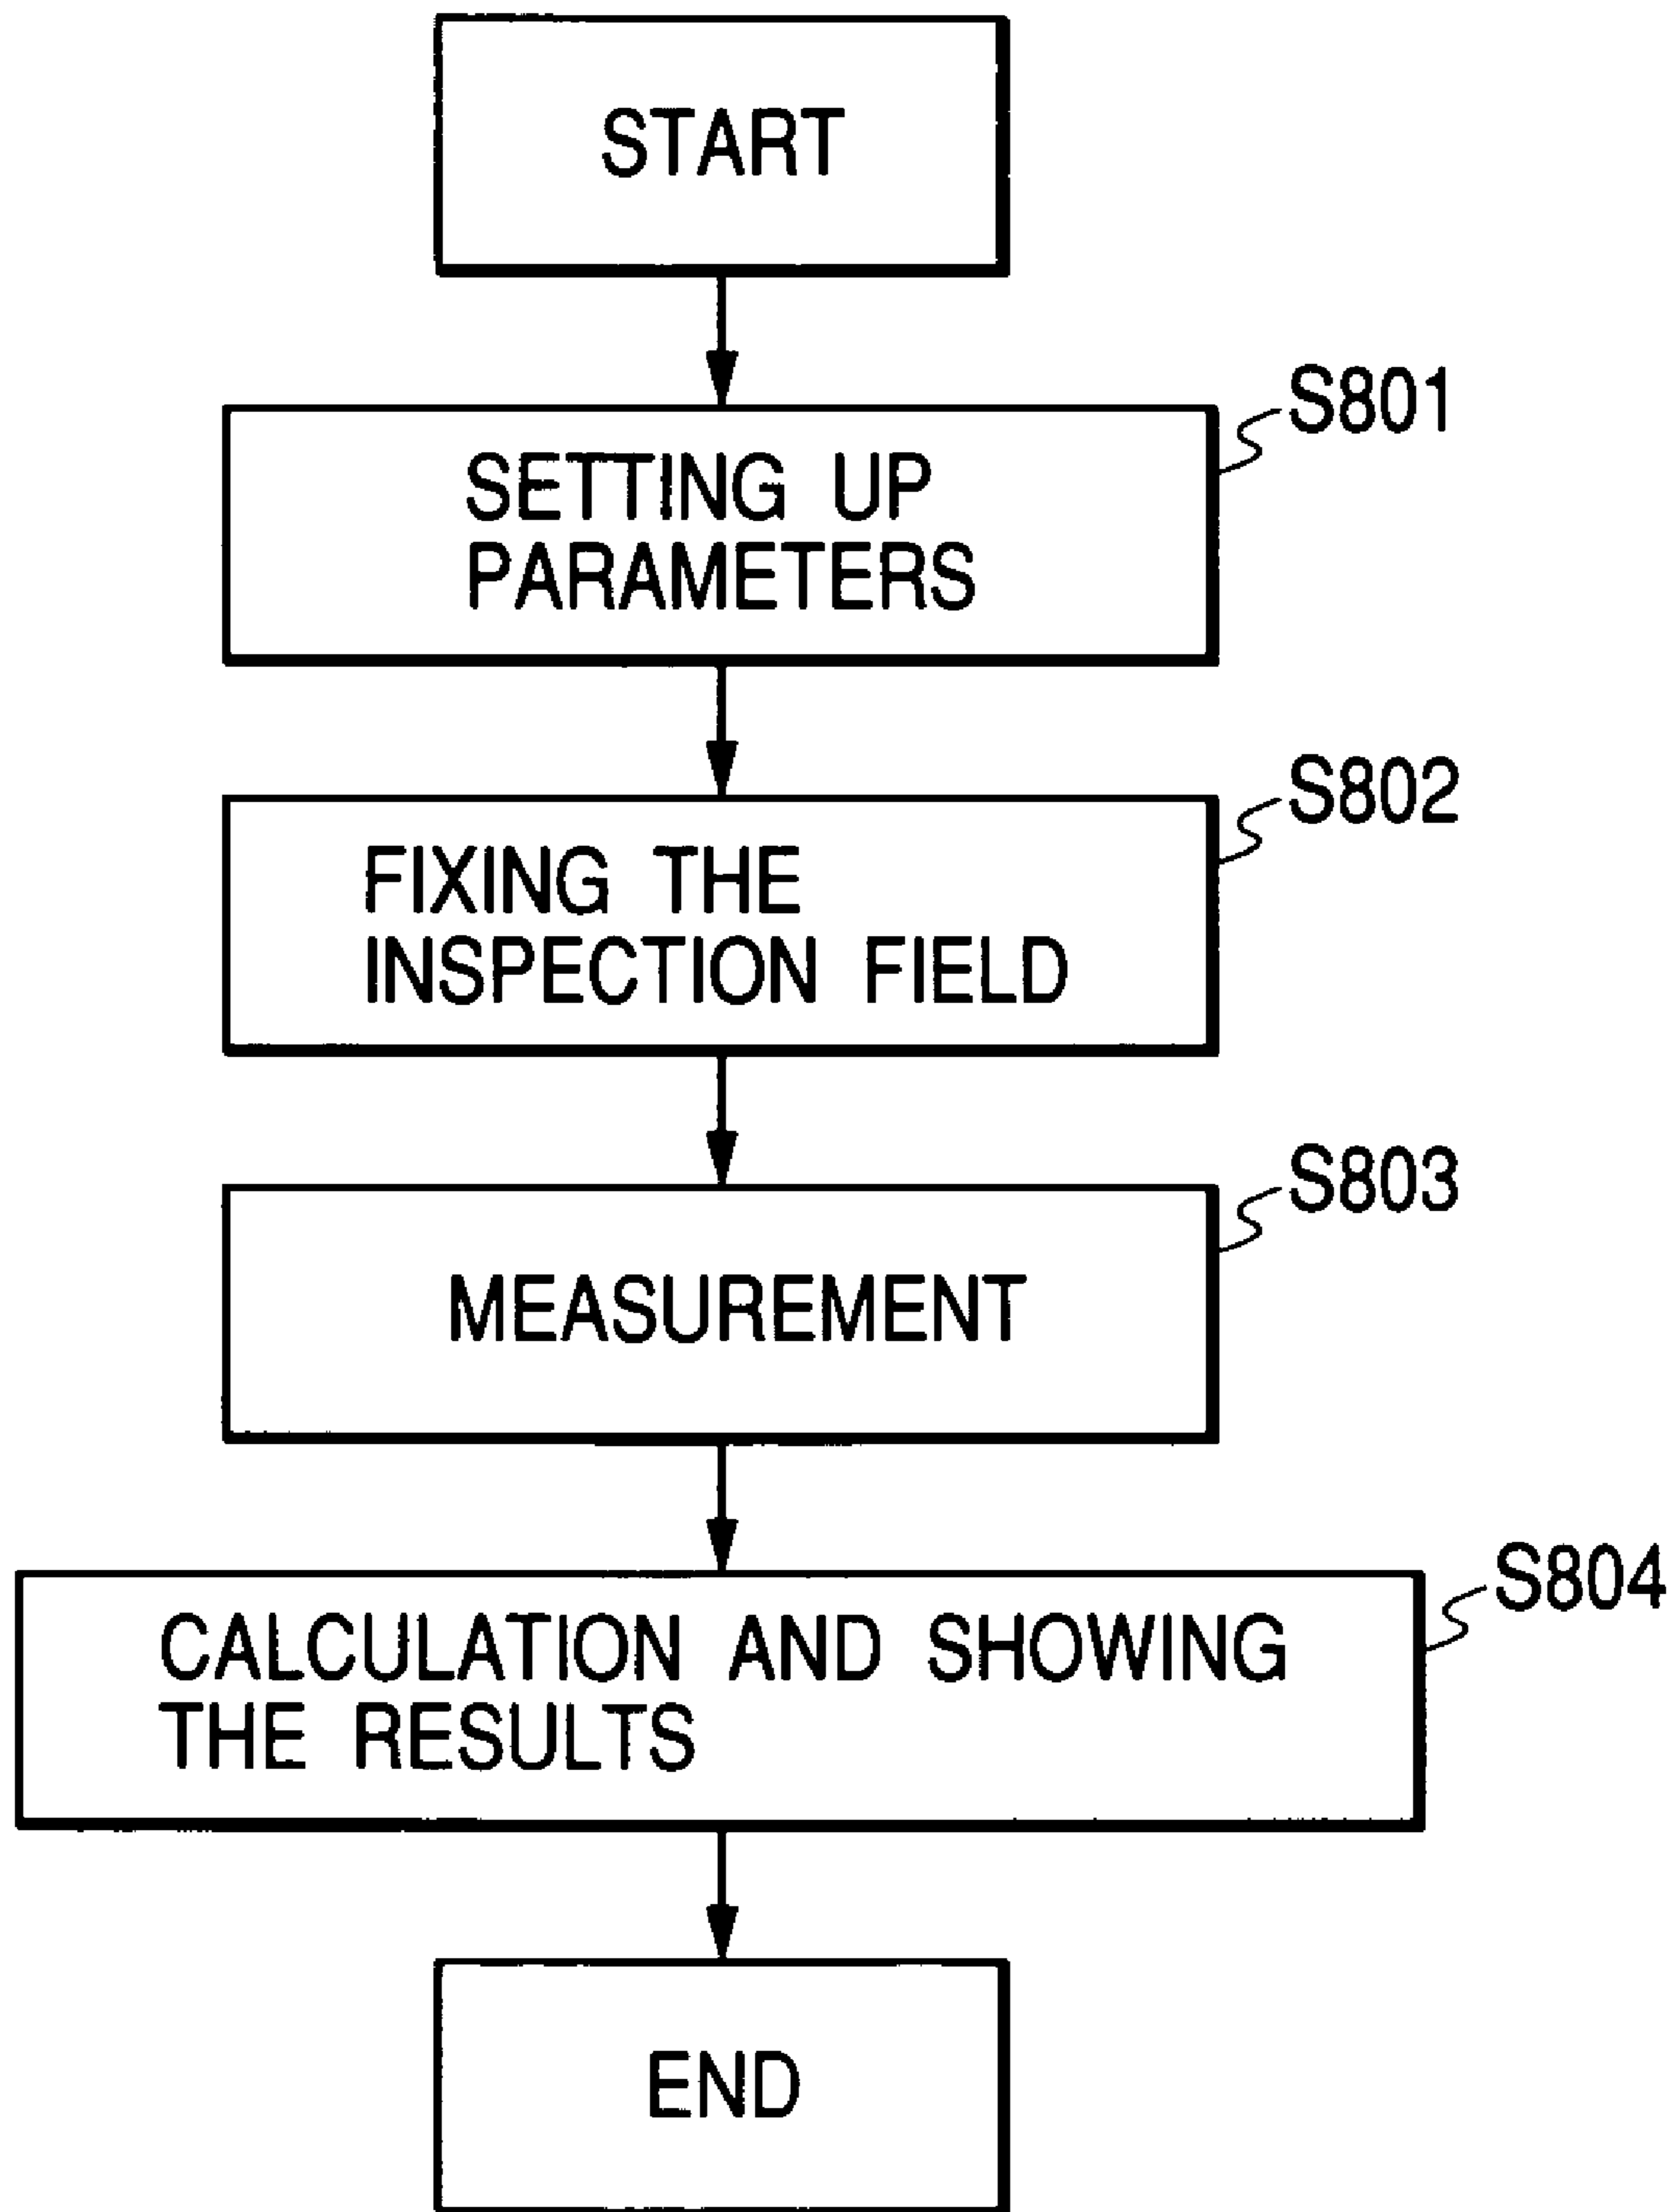 START
S801
SETTING UP
PARAMETERS
S802
FIXING THE
INSPECTION FIELD
S803
MEASUREMENT
S804
CALCULATION AND SHOWING
THE RESULTS
END